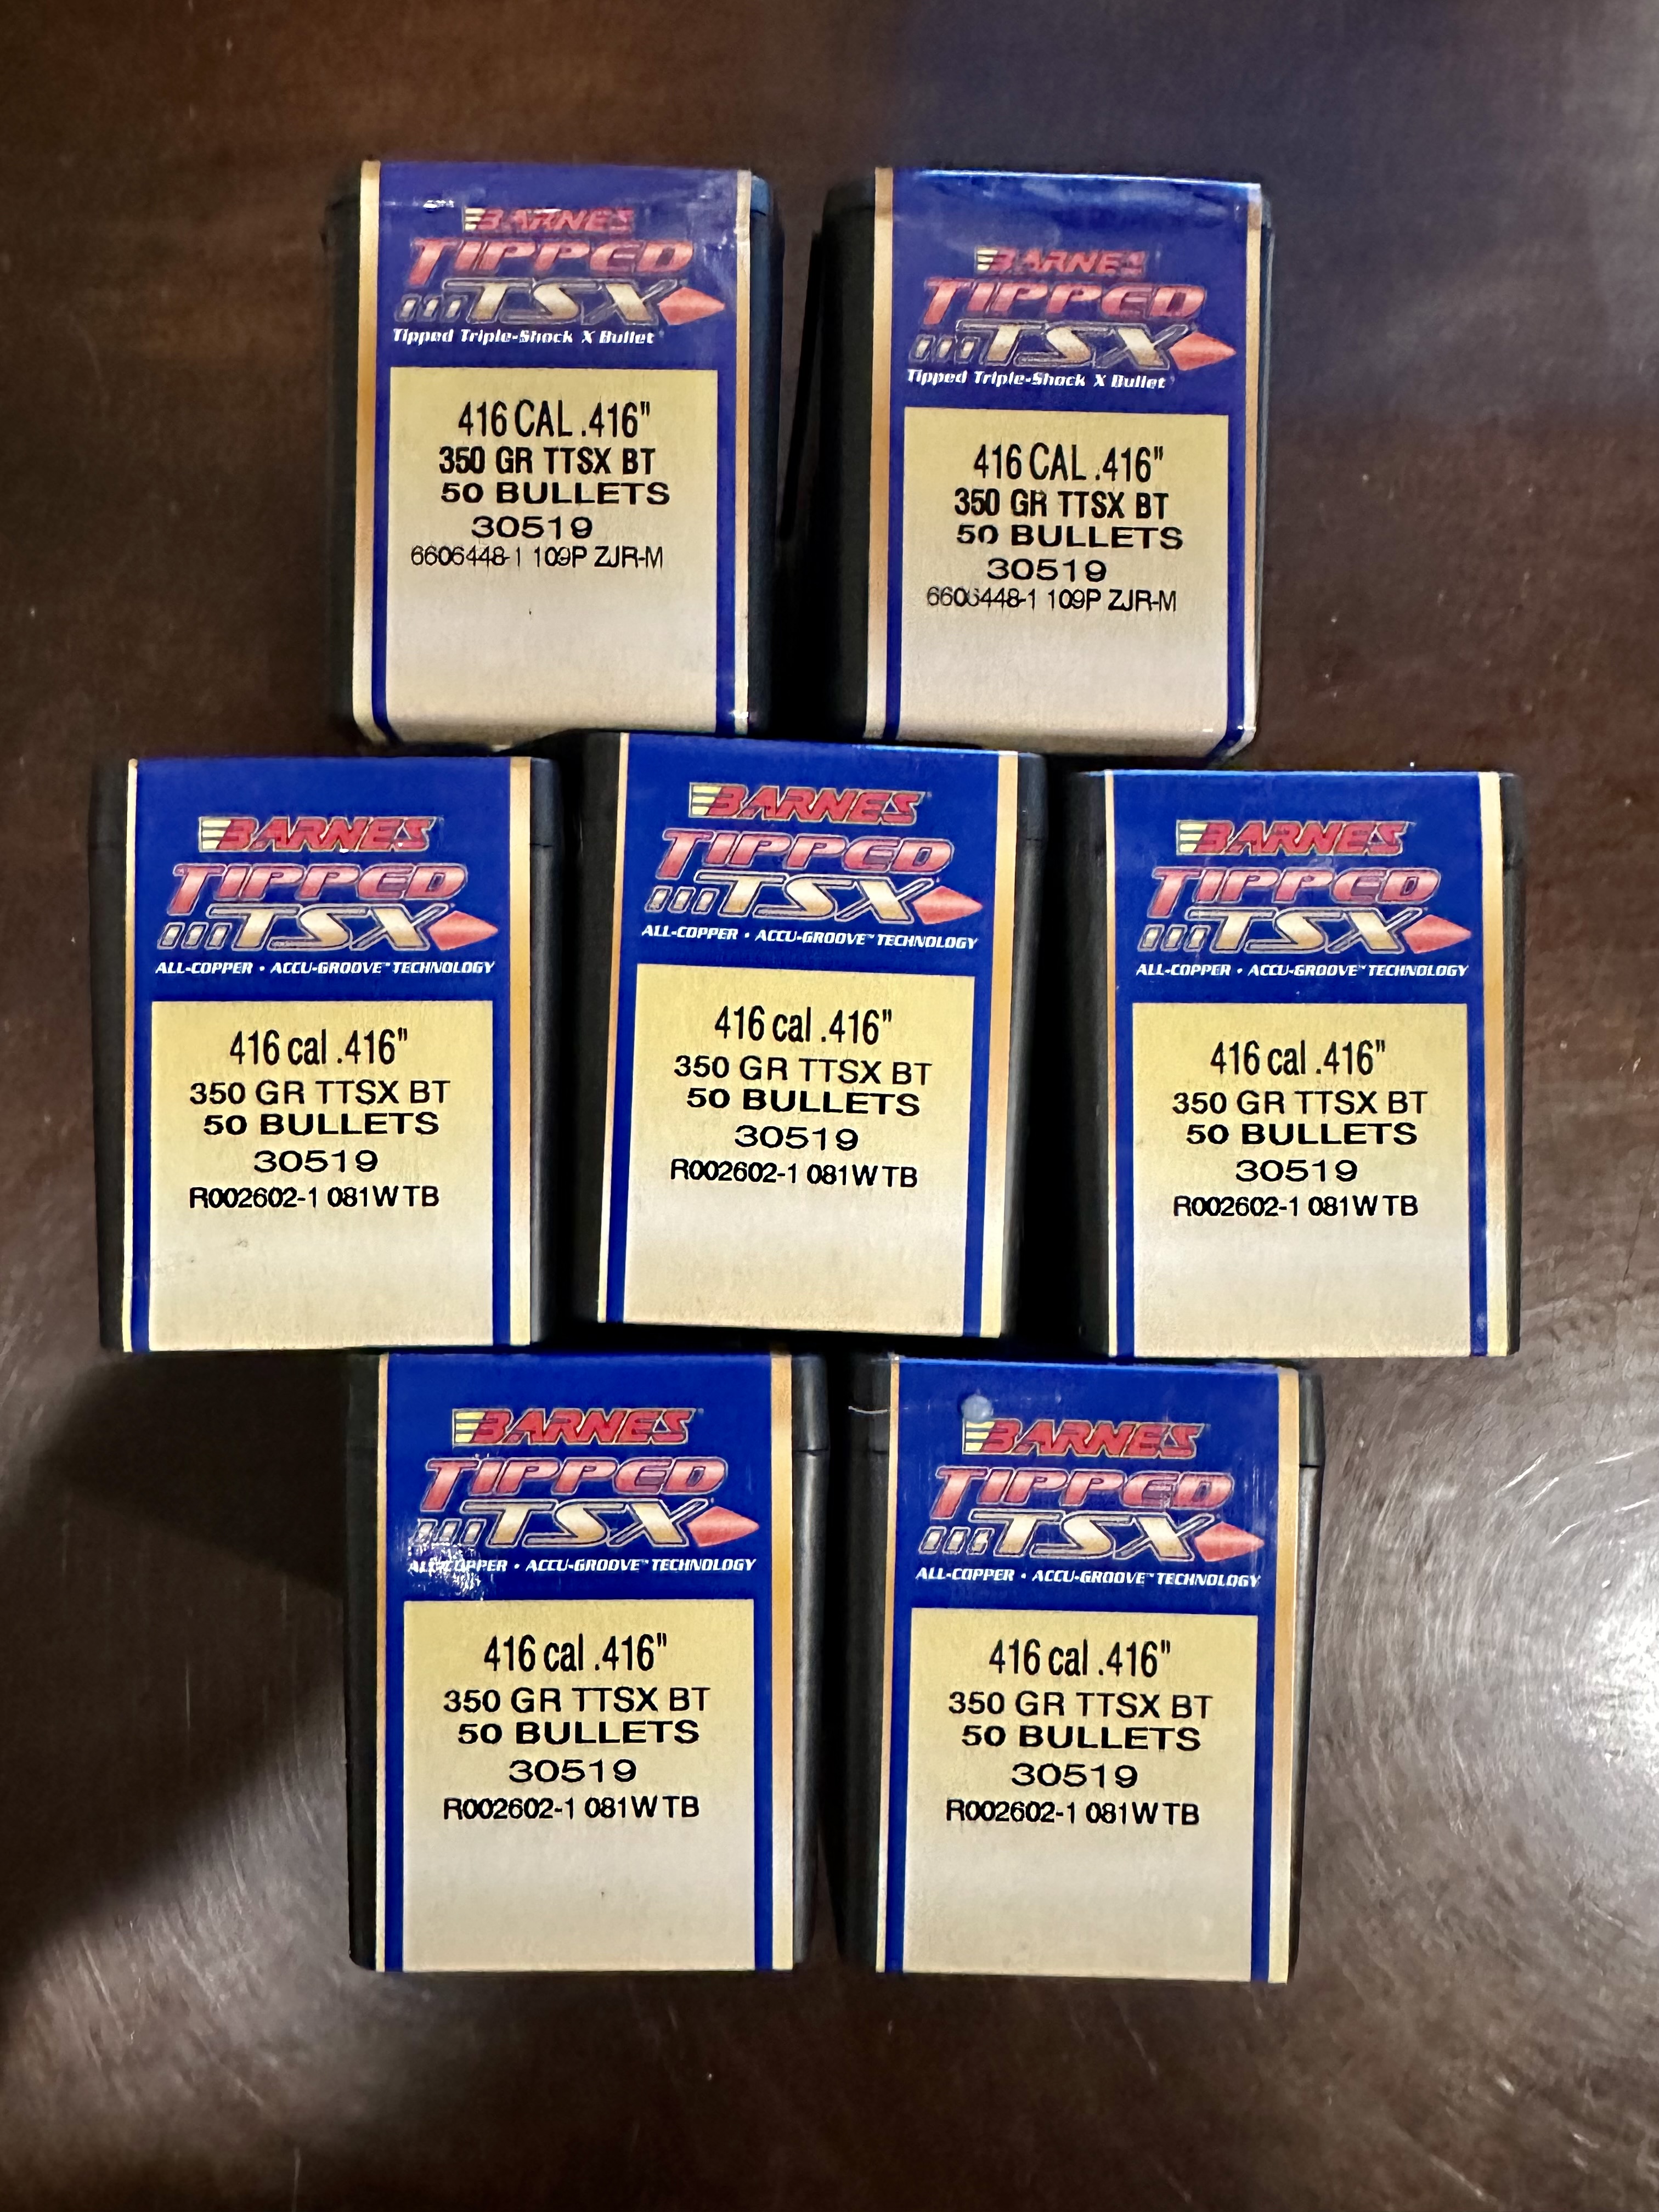 BARNES
TIPPED
TSX
Tipped Triple-Shock X Bullet
416 CAL .416"
350 GR TTSX BT
50 BULLETS
30519
6606448-1 109P ZJR-M
BARNES
TIPPED
TSX
Tipped Triple-Shock X Bullet
416 CAL .416"
350 GR TTSX BT
50 BULLETS
30519
6606448-1 109P ZJR-M
BARNES
TIPPED
TSX
ALL-COPPER • ACCU-GROOVE™ TECHNOLOGY
416 cal .416"
350 GR TTSX BT
50 BULLETS
30519
R002602-1 081W TB
BARNES
TIPPED
TSX
ALL-COPPER • ACCU-GROOVE™ TECHNOLOGY
416 cal .416"
350 GR TTSX BT
50 BULLETS
30519
R002602-1 081W TB
BARNES
TIPPED
TSX
ALL-COPPER • ACCU-GROOVE™ TECHNOLOGY
416 cal .416"
350 GR TTSX BT
50 BULLETS
30519
R002602-1 081W TB
BARNES
TIPPED
TSX
ALL-COPPER • ACCU-GROOVE™ TECHNOLOGY
416 cal .416"
350 GR TTSX BT
50 BULLETS
30519
R002602-1 081W TB
BARNES
TIPPED
TSX
ALL-COPPER • ACCU-GROOVE™ TECHNOLOGY
416 cal .416"
350 GR TTSX BT
50 BULLETS
30519
R002602-1 081W TB